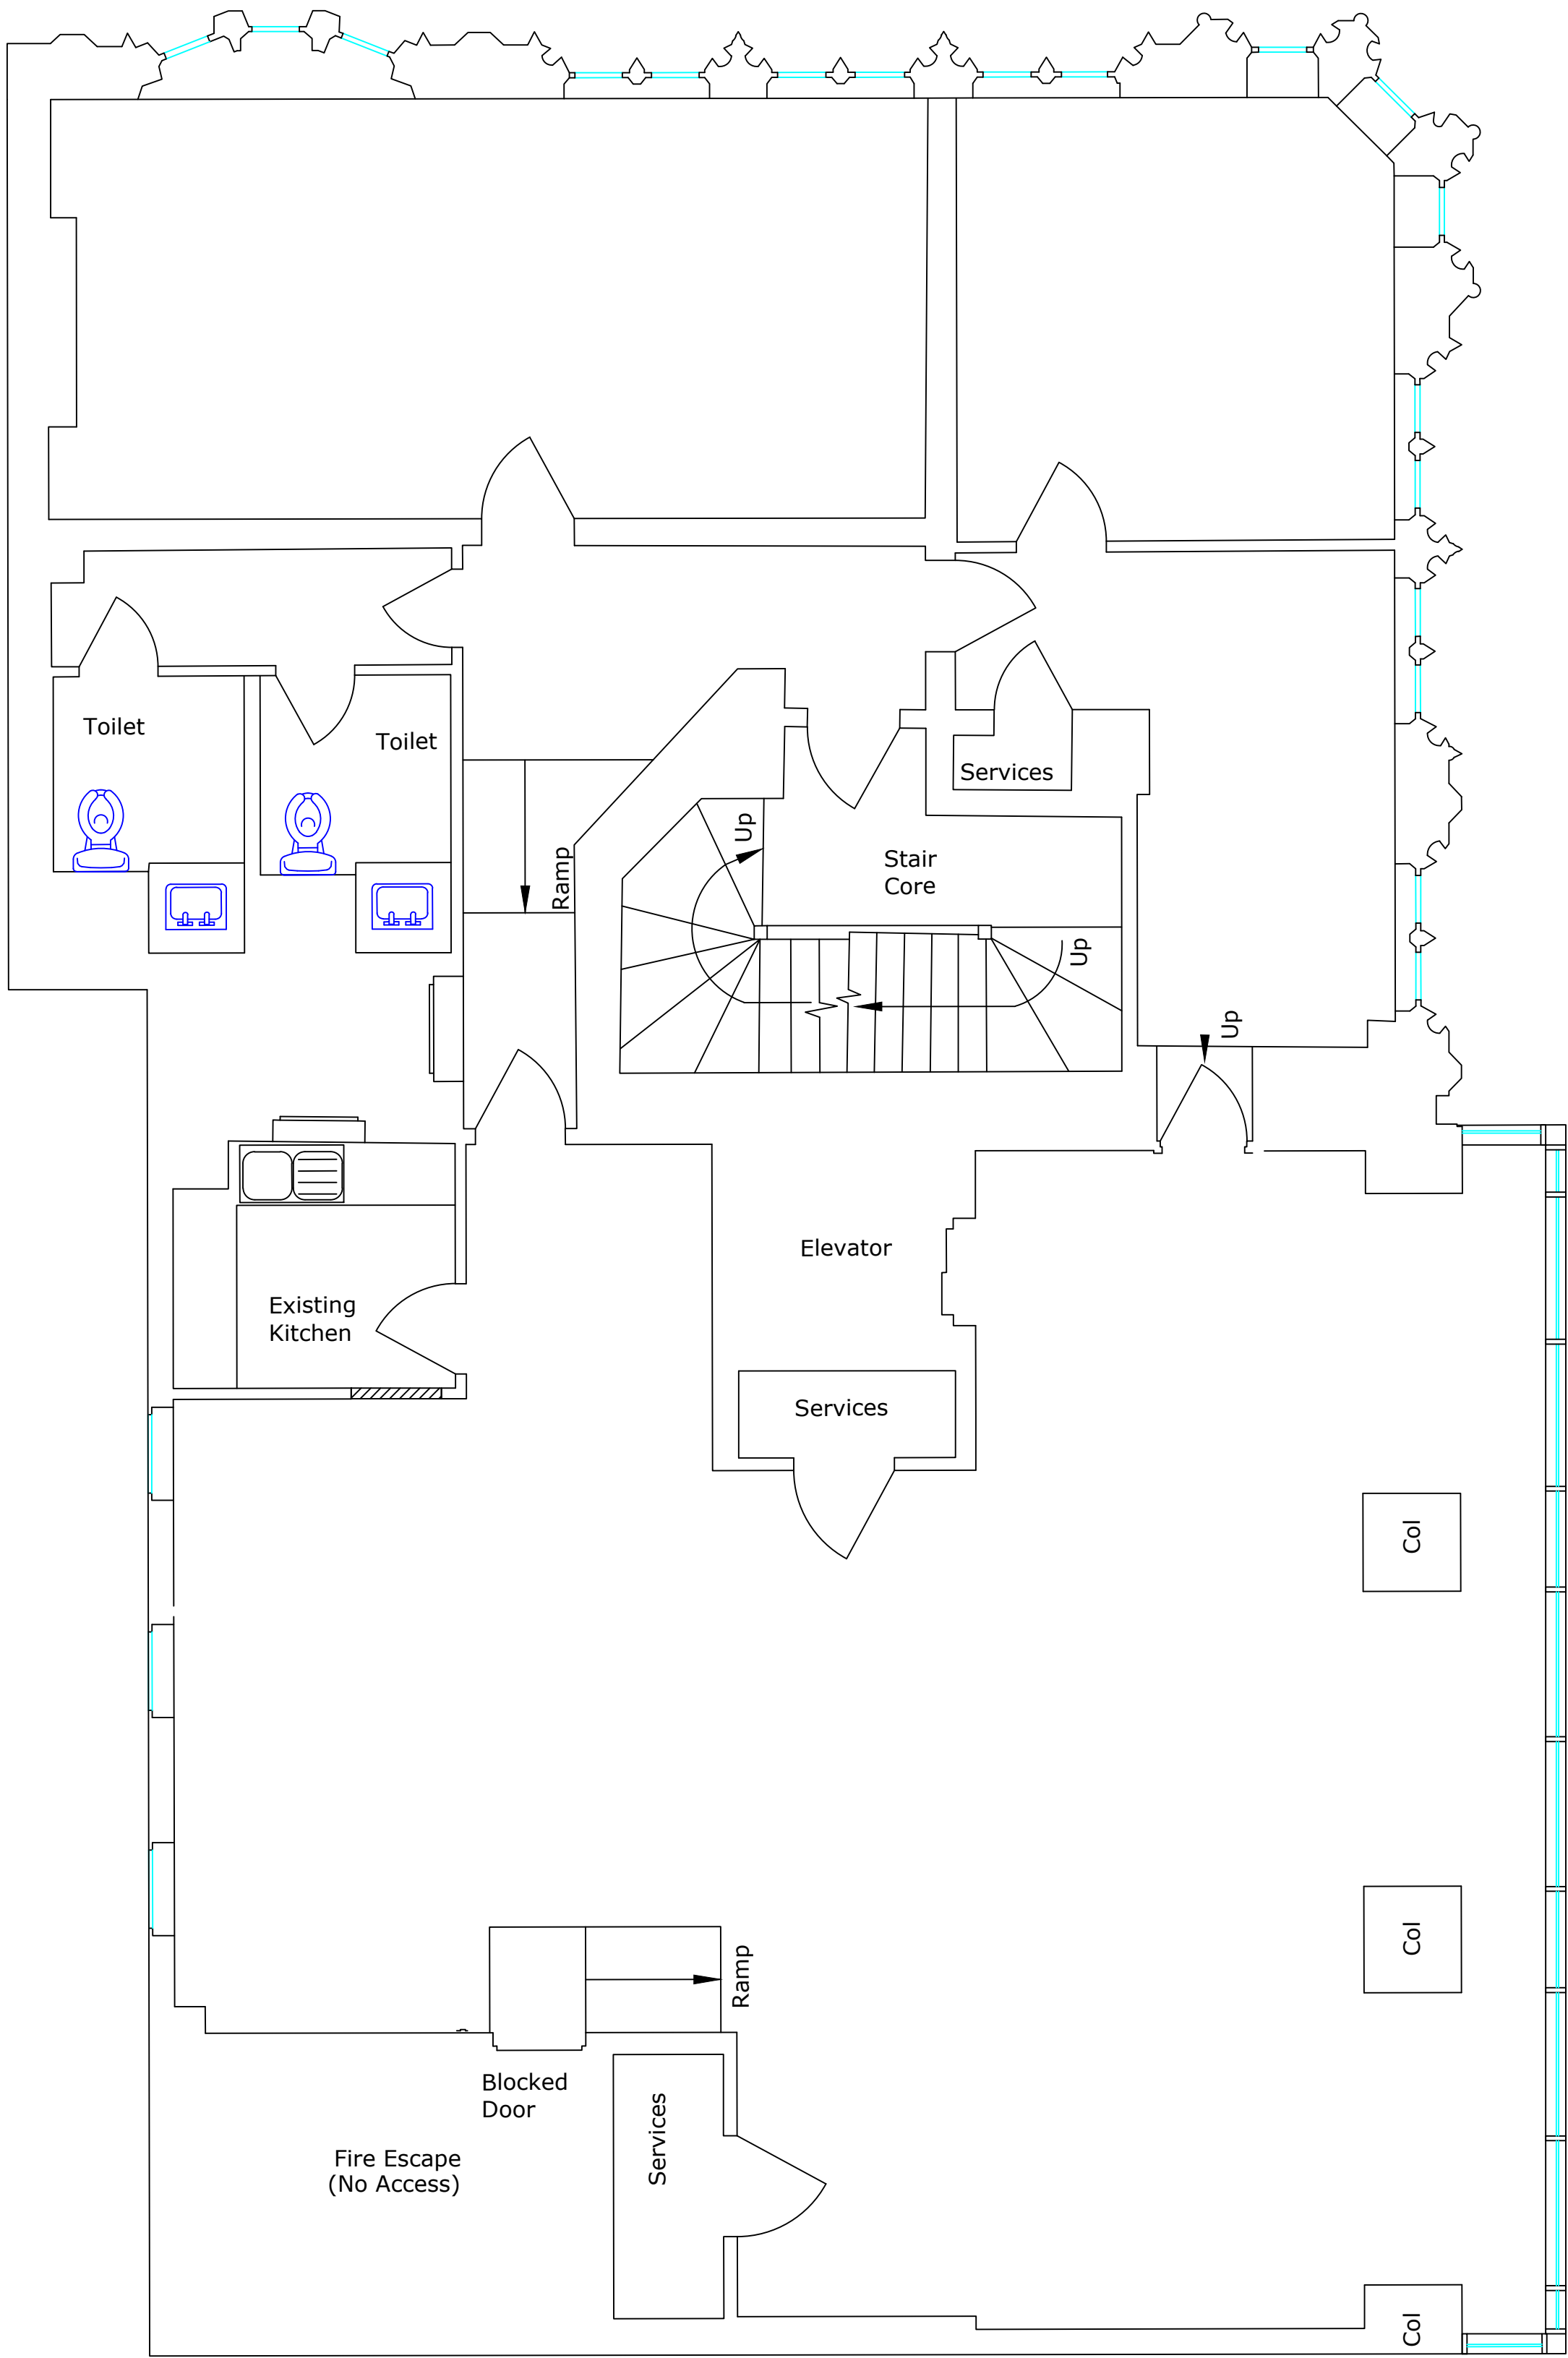 Toilet
Toilet
Services
Up
Ramp
Stair
Core
Up
Up
Elevator
Existing
Kitchen
Services
Col
Col
Ramp
Blocked
Door
Services
Fire Escape
(No Access)
Col